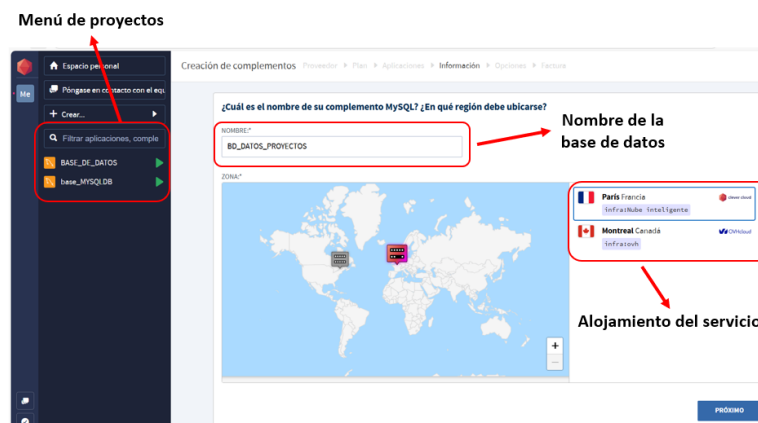 Menú de proyectos
Espacio personal
Me
Póngase en contacto con el equ
+ Crear...
Filtrar aplicaciones, comple
BASE_DE_DATOS
base_MYSQLDB
Creación de complementos Proveedor Plan Aplicaciones Información Opciones Factura
¿Cuál es el nombre de su complemento MySQL? ¿En qué región debe ubicarse?
NOMBRE:*
BD_DATOS_PROYECTOS
Nombre de la
base de datos
ZONA:*
París Francia
clever cloud
infra:Nube inteligente
Montreal Canadá
OVHcloud
infra:ovh
Alojamiento del servicio
+
−
PRÓXIMO